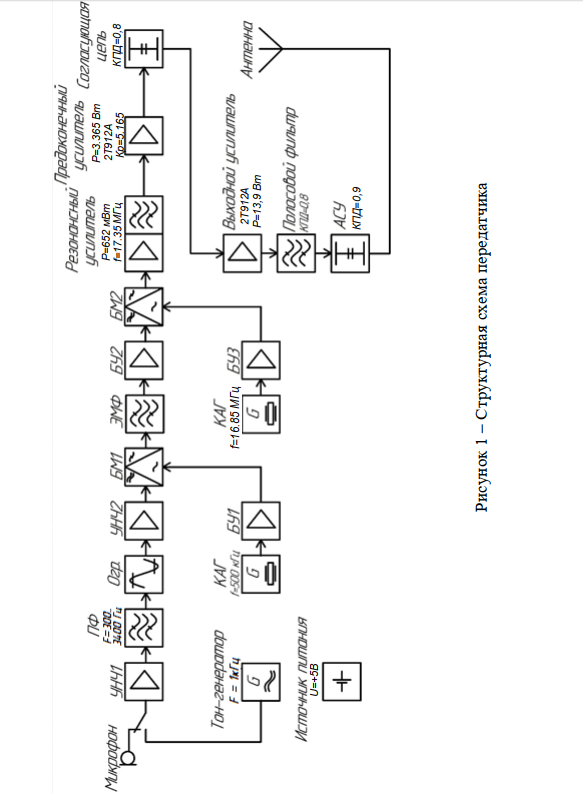 Микрофон
УНЧ1
ПФ
F=300-
3400 Гц
Огр.
УНЧ2
БМ1
ЭМФ
БУ2
БМ2
Резонансный
усилитель
P=652 мВт
f=17.35 МГц
Предоконечный
усилитель
P=3.365 Вт
2Т912А
Kp=5.165
Согласующая
цепь
КПД=0,8
Тон-генератор
F = 1кГц
G
КАГ
f=500 кГц
G
БУ1
КАГ
f=16.85 МГц
G
БУ3
Выходной усилитель
2Т912А
P=13,9 Вт
Полосовой фильтр
КПД=0,8
АСУ
КПД=0,9
Антенна
Источник питания
U=+5В
Рисунок 1 – Структурная схема передатчика